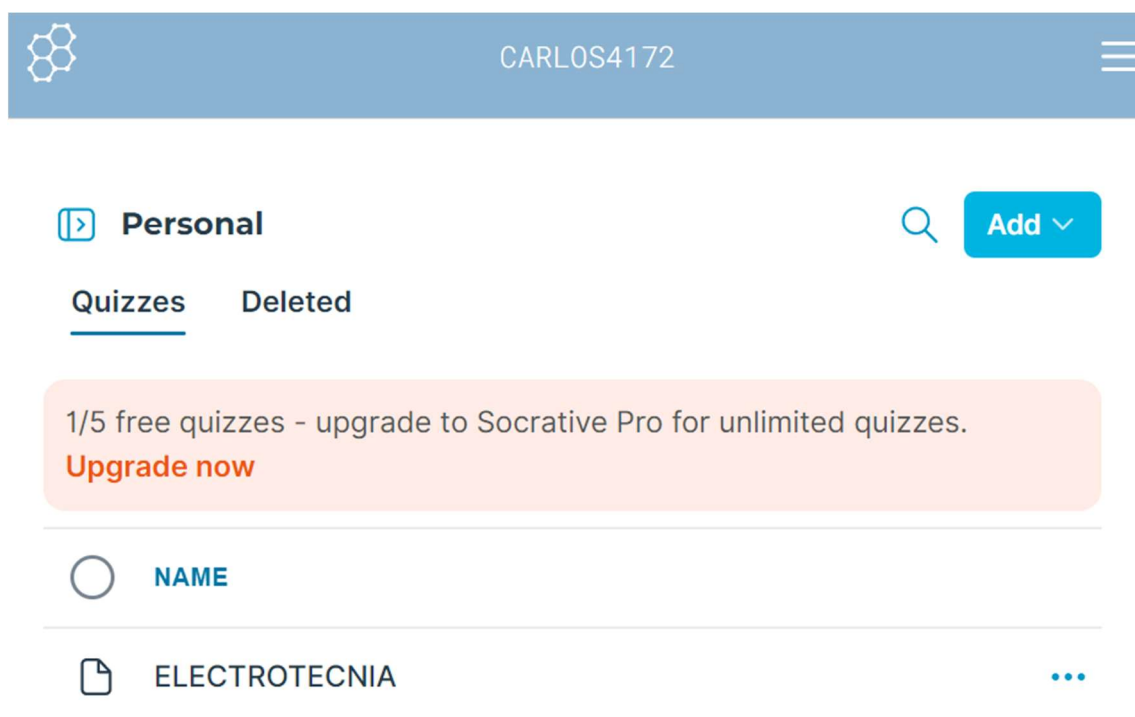 CARLOS4172
Personal
Add
Quizzes Deleted
1/5 free quizzes - upgrade to Socrative Pro for unlimited quizzes.
Upgrade now
NAME
ELECTROTECNIA